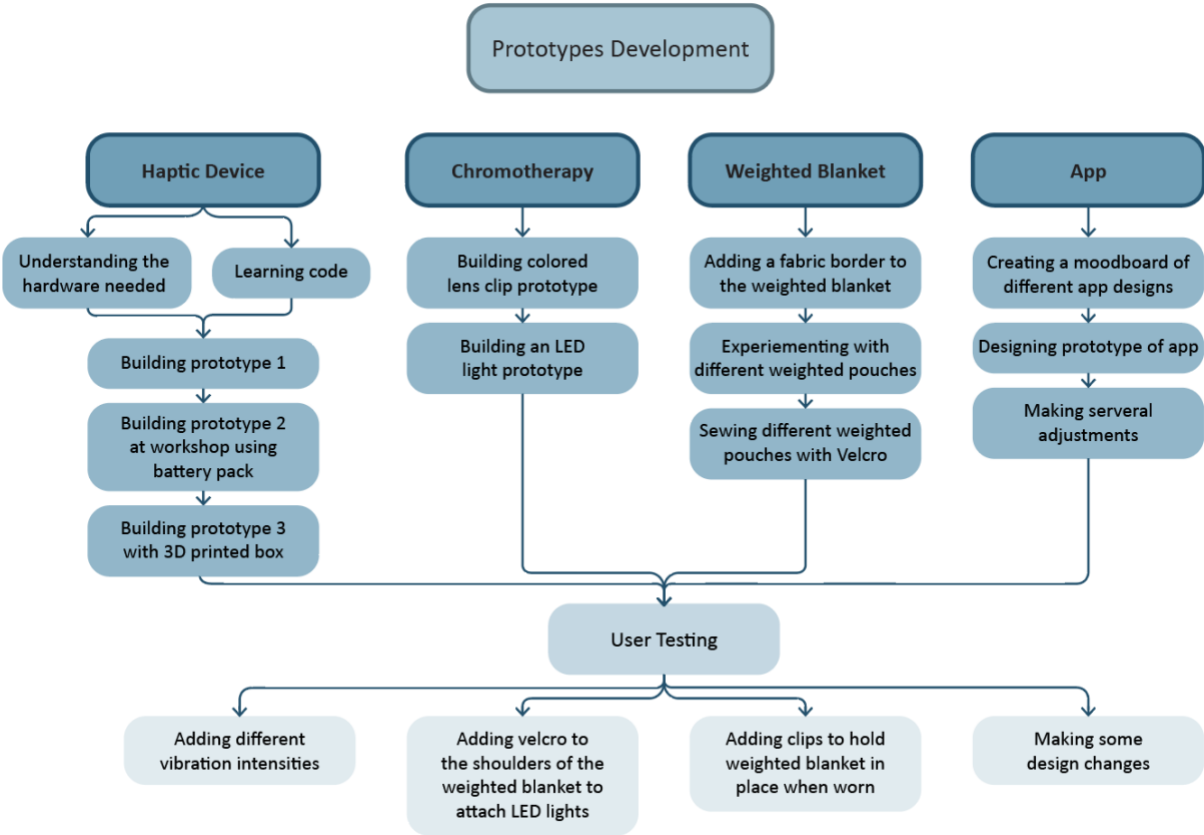 Prototypes Development
Haptic Device
Chromotherapy
Weighted Blanket
App
Understanding the
hardware needed
Learning code
Building prototype 1
Building prototype 2
at workshop using
battery pack
Building prototype 3
with 3D printed box
Building colored
lens clip prototype
Building an LED
light prototype
Adding a fabric border to
the weighted blanket
Experiementing with
different weighted pouches
Sewing different weighted
pouches with Velcro
Creating a moodboard of
different app designs
Designing prototype of app
Making serveral
adjustments
User Testing
Adding different
vibration intensities
Adding velcro to
the shoulders of the
weighted blanket to
attach LED lights
Adding clips to hold
weighted blanket in
place when worn
Making some
design changes